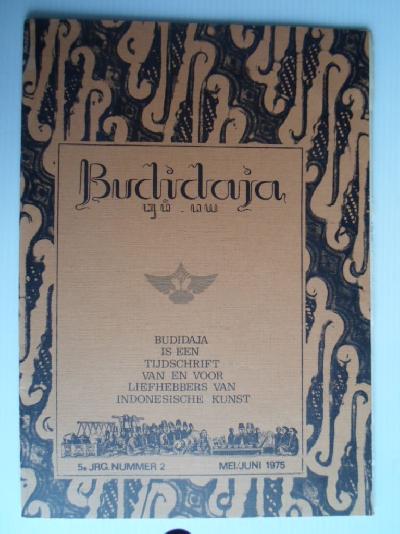 Budidaja
BUDIDAJA
IS EEN
TIJDSCHRIFT
VAN EN VOOR
LIEFHEBBERS VAN
INDONESISCHE KUNST
5e JRG. NUMMER 2 MEI/JUNI 1975